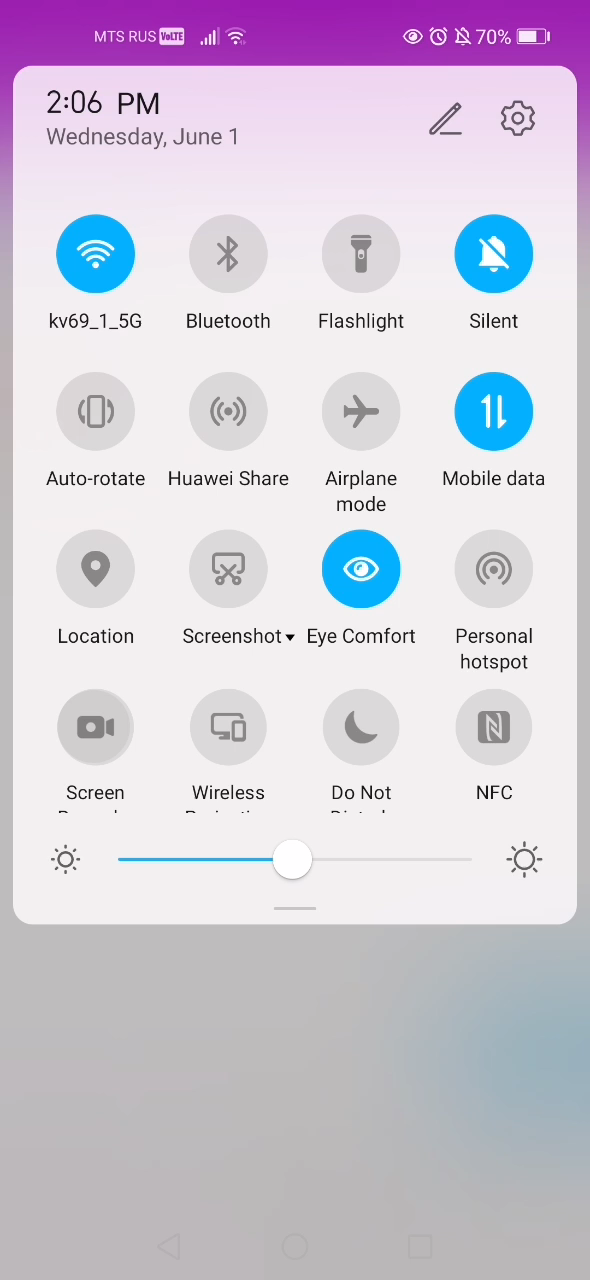 MTS RUS VoLTE 70%
2:06 PM
Wednesday, June 1
kv69_1_5G Bluetooth Flashlight Silent
Auto-rotate Huawei Share Airplane mode Mobile data
Location Screenshot Eye Comfort Personal hotspot
Screen Wireless Do Not NFC